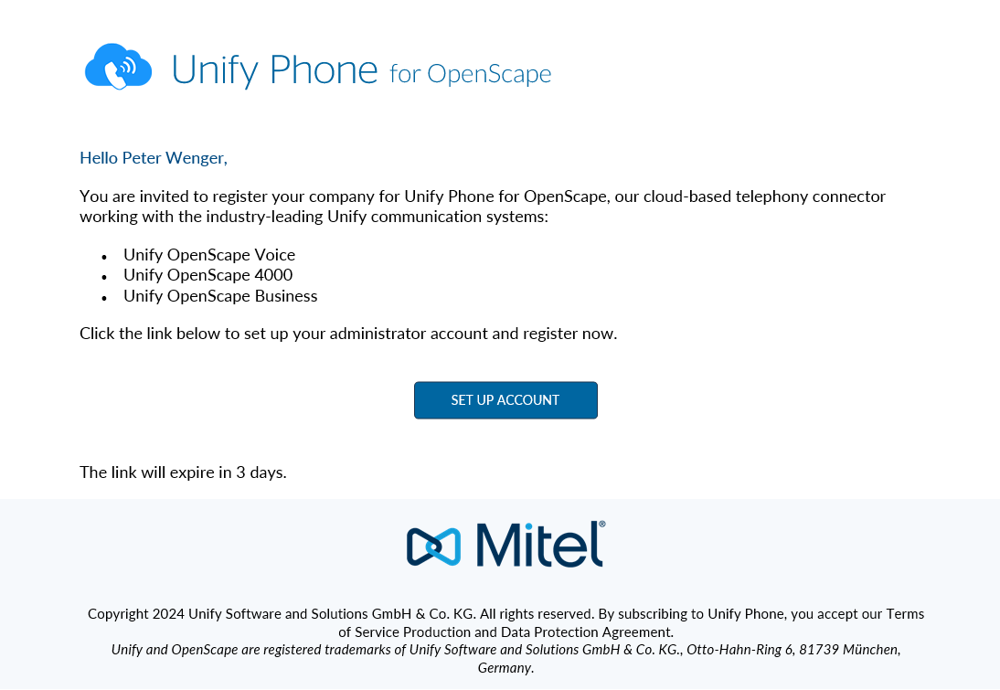 Unify Phone for OpenScape
Hello Peter Wenger,
You are invited to register your company for Unify Phone for OpenScape, our cloud-based telephony connector
working with the industry-leading Unify communication systems:
• Unify OpenScape Voice
• Unify OpenScape 4000
• Unify OpenScape Business
Click the link below to set up your administrator account and register now.
SET UP ACCOUNT
The link will expire in 3 days.
Mitel®
Copyright 2024 Unify Software and Solutions GmbH & Co. KG. All rights reserved. By subscribing to Unify Phone, you accept our Terms
of Service Production and Data Protection Agreement.
Unify and OpenScape are registered trademarks of Unify Software and Solutions GmbH & Co. KG., Otto-Hahn-Ring 6, 81739 München,
Germany.